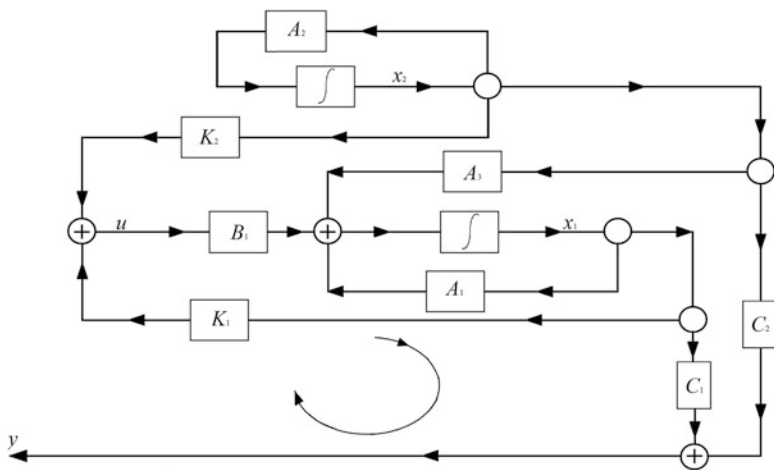 A₂
∫ x₂
K₂
A₃
u B₁ ∫ x₁
A₁
K₁
C₂
C₁
y